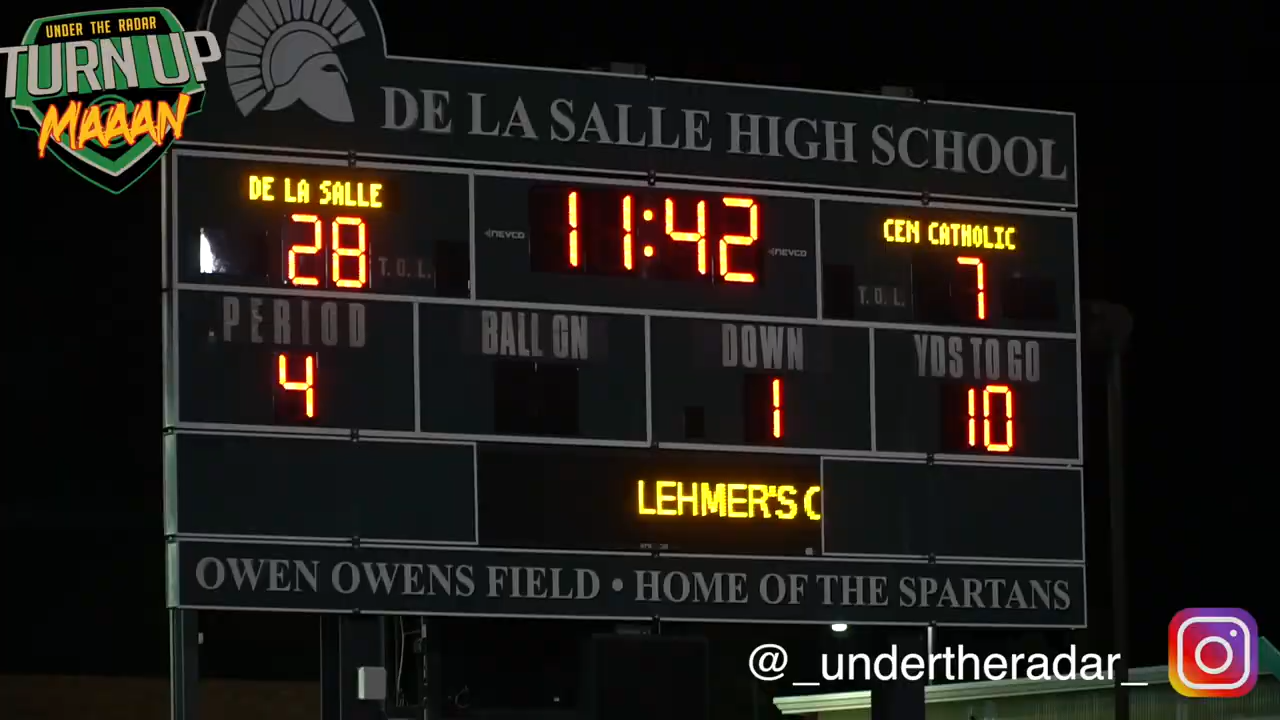 UNDER THE RADAR
TURN UP
MAAAN
DE LA SALLE HIGH SCHOOL
DE LA SALLE
28
T. O. L.
NEVCO
11:42
NEVCO
CEN CATHOLIC
T. O. L.
7
PERIOD
4
BALL ON
DOWN
1
YDS TO GO
10
LEHMER'S
OWEN OWENS FIELD • HOME OF THE SPARTANS
@_undertheradar_